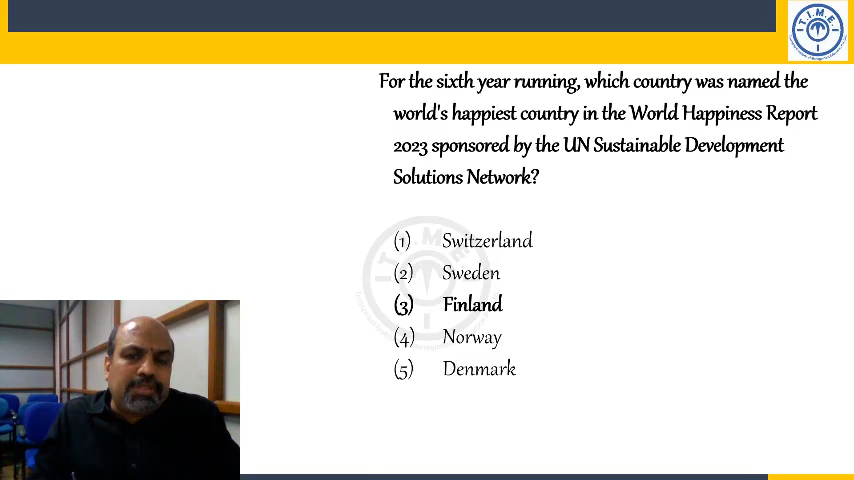 T.I.M.E.
For the sixth year running, which country was named the
world's happiest country in the World Happiness Report
2023 sponsored by the UN Sustainable Development
Solutions Network?
(1) Switzerland
(2) Sweden
(3) Finland
(4) Norway
(5) Denmark